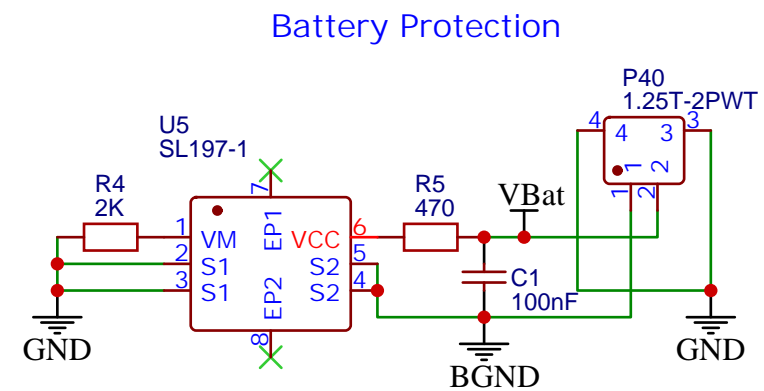 Battery Protection
P40
1.25T-2PWT
4
4
3
3
1
2
1
2
U5
SL197-1
7
EP1
R4
2K
1
VM
VCC
6
R5
470
VBat
2
S1
S2
5
3
S1
S2
4
EP2
8
C1
100nF
GND
BGND
GND